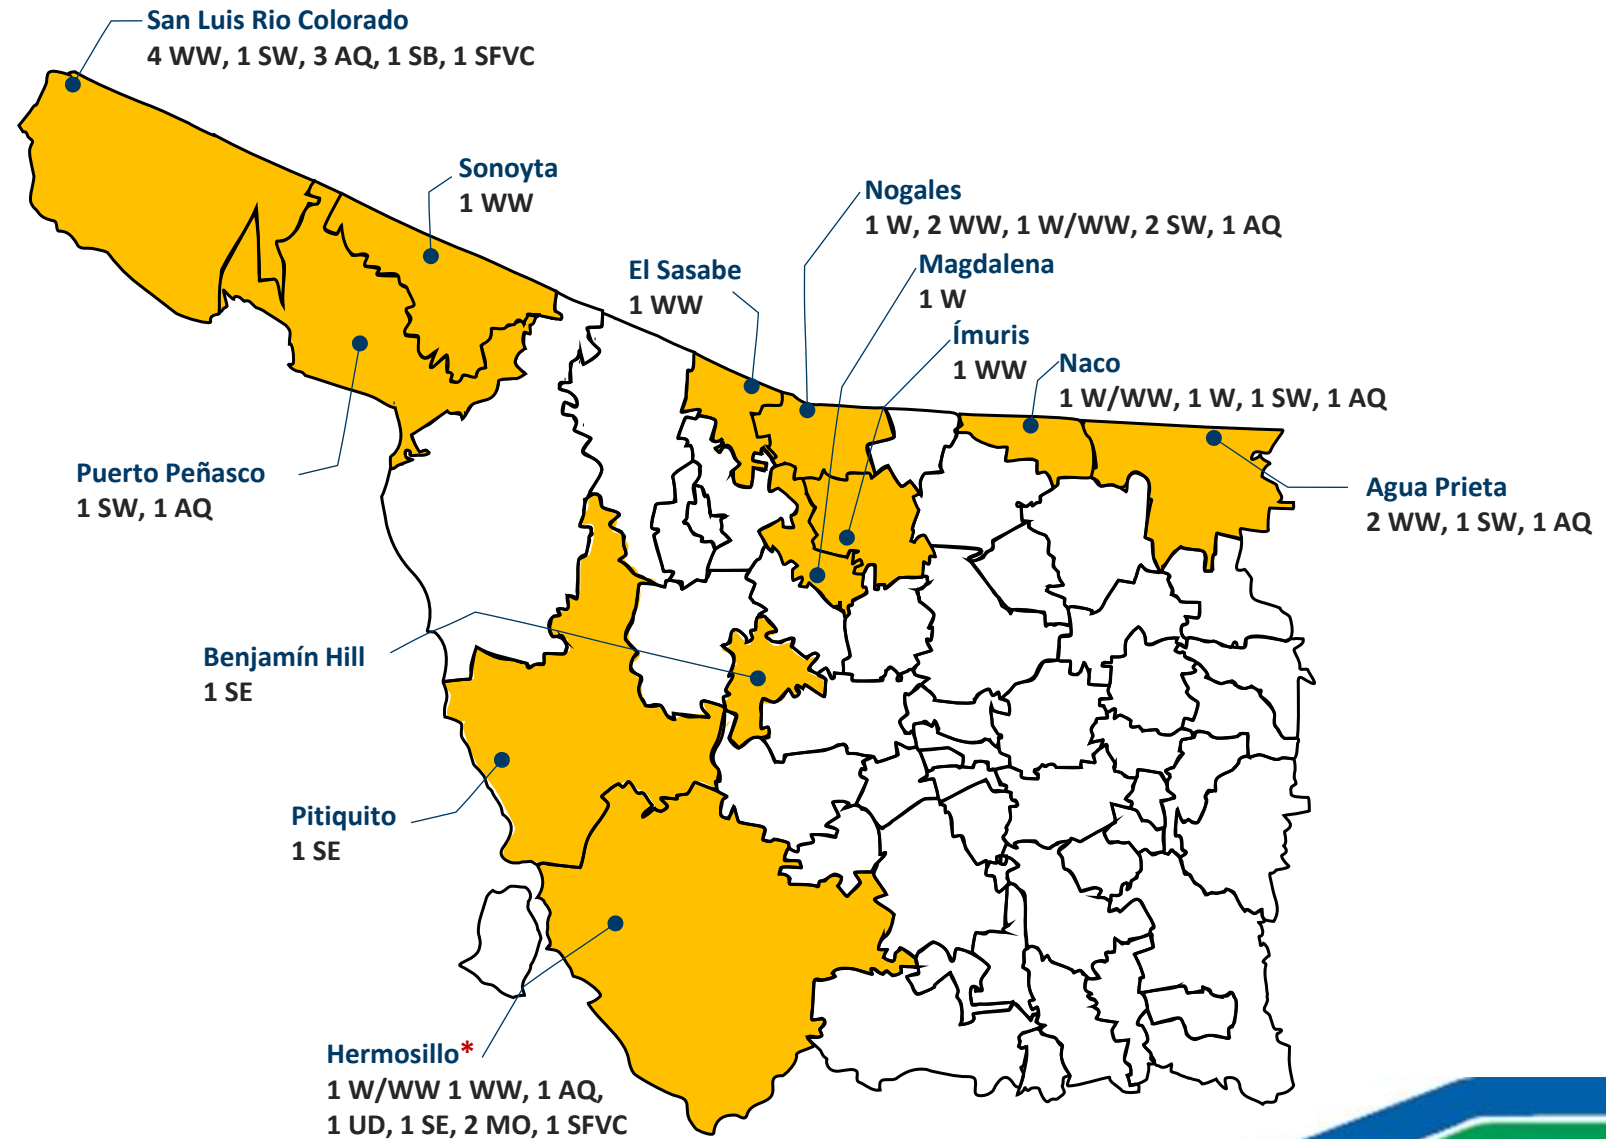 San Luis Rio Colorado
4 WW, 1 SW, 3 AQ, 1 SB, 1 SFVC
Sonoyta
1 WW
Nogales
1 W, 2 WW, 1 W/WW, 2 SW, 1 AQ
El Sasabe
1 WW
Magdalena
1 W
Ímuris
1 WW
Naco
1 W/WW, 1 W, 1 SW, 1 AQ
Puerto Peñasco
1 SW, 1 AQ
Agua Prieta
2 WW, 1 SW, 1 AQ
Benjamín Hill
1 SE
Pitiquito
1 SE
Hermosillo*
1 W/WW 1 WW, 1 AQ,
1 UD, 1 SE, 2 MO, 1 SFVC